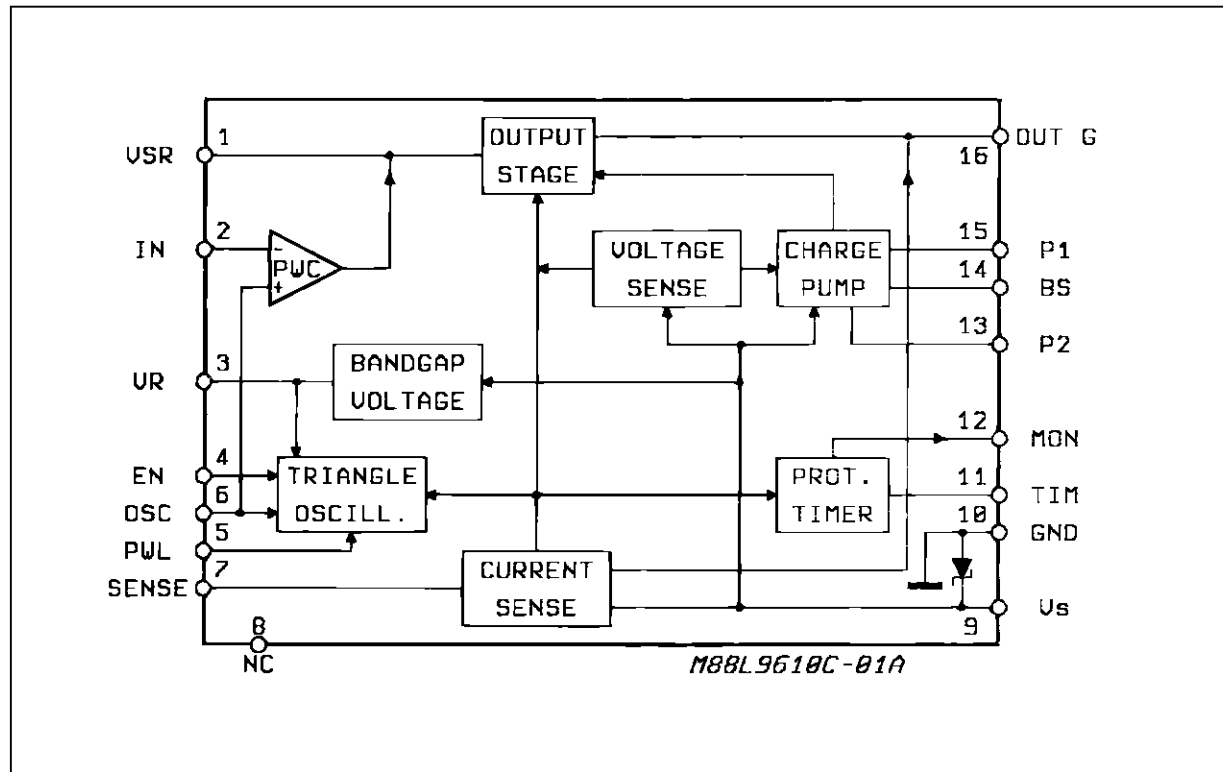 1
VSR
OUTPUT
STAGE
OUT G
16
2
IN
-
PWC
+
VOLTAGE
SENSE
CHARGE
PUMP
15
P1
14
BS
13
P2
3
VR
BANDGAP
VOLTAGE
12
MON
4
EN
6
OSC
5
PWL
7
SENSE
TRIANGLE
OSCILL.
PROT.
TIMER
11
TIM
10
GND
CURRENT
SENSE
Vs
9
8
NC
M88L9610C-01A